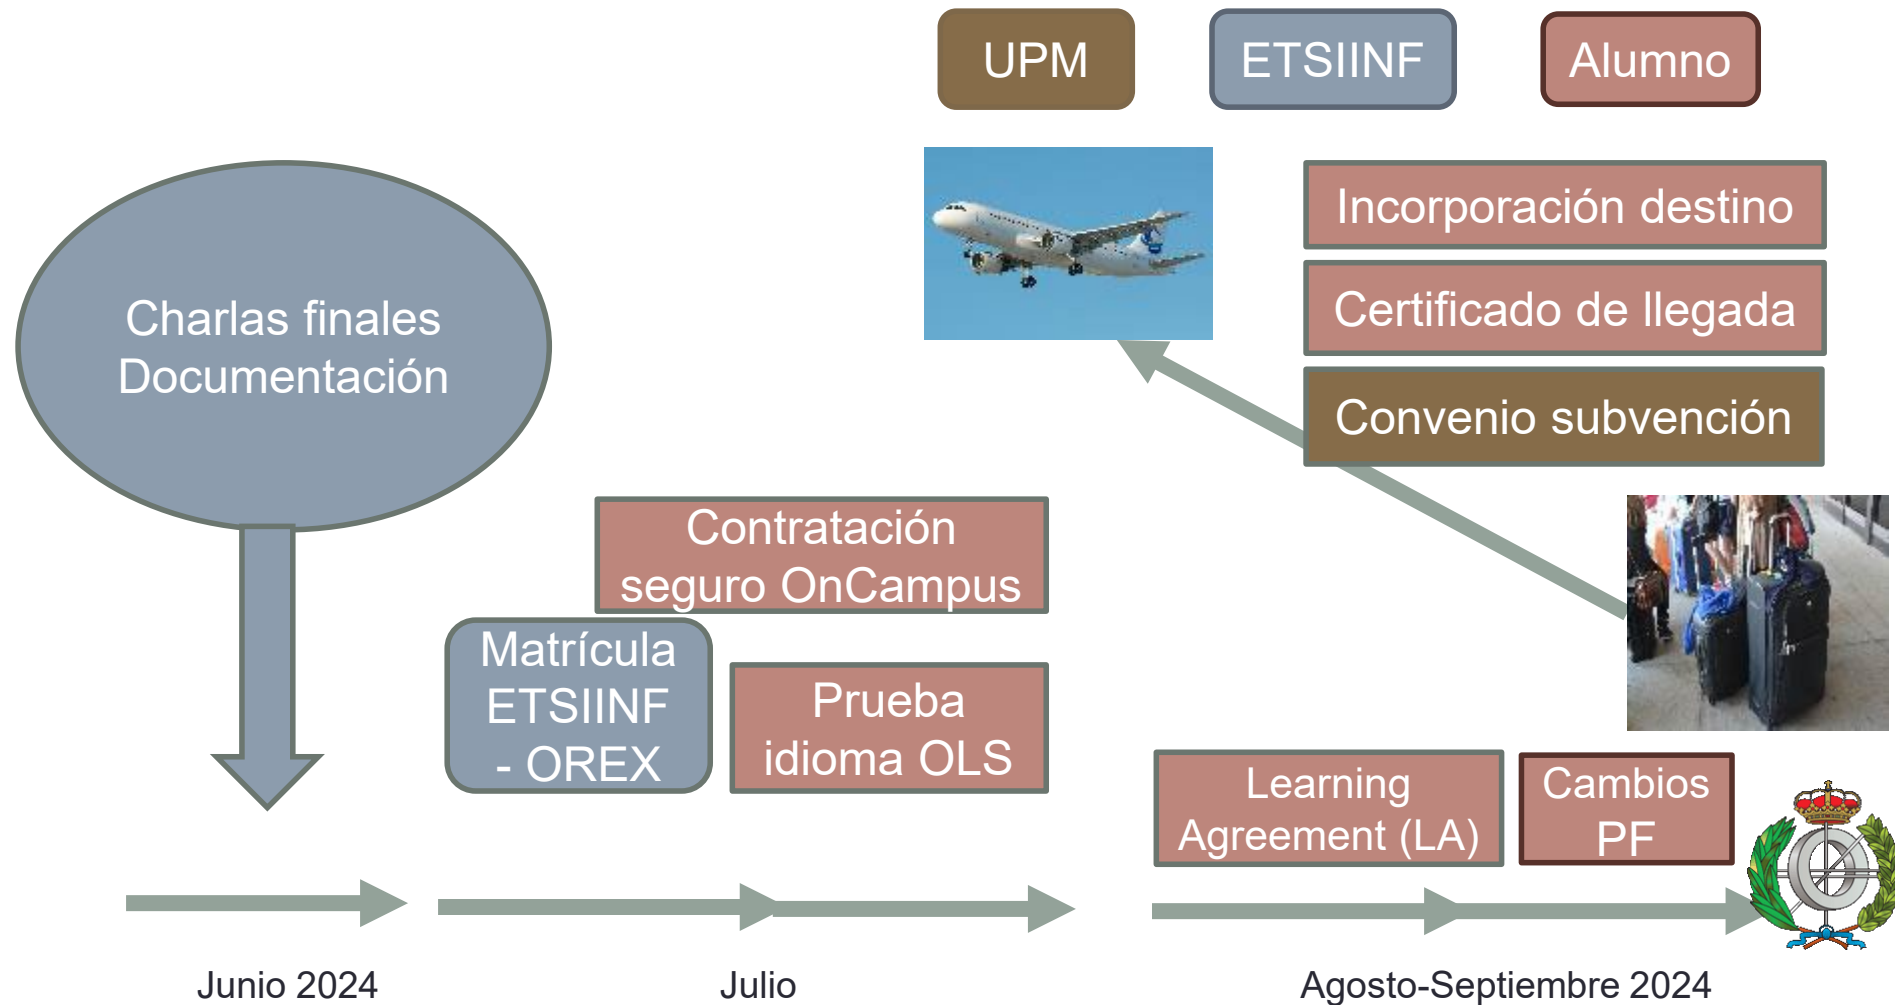 UPM
ETSIINF
Alumno
Incorporación destino
Certificado de llegada
Convenio subvención
Charlas finales
Documentación
Contratación
seguro OnCampus
Matrícula
ETSIINF
- OREX
Prueba
idioma OLS
Learning
Agreement (LA)
Cambios
PF
Junio 2024
Julio
Agosto-Septiembre 2024